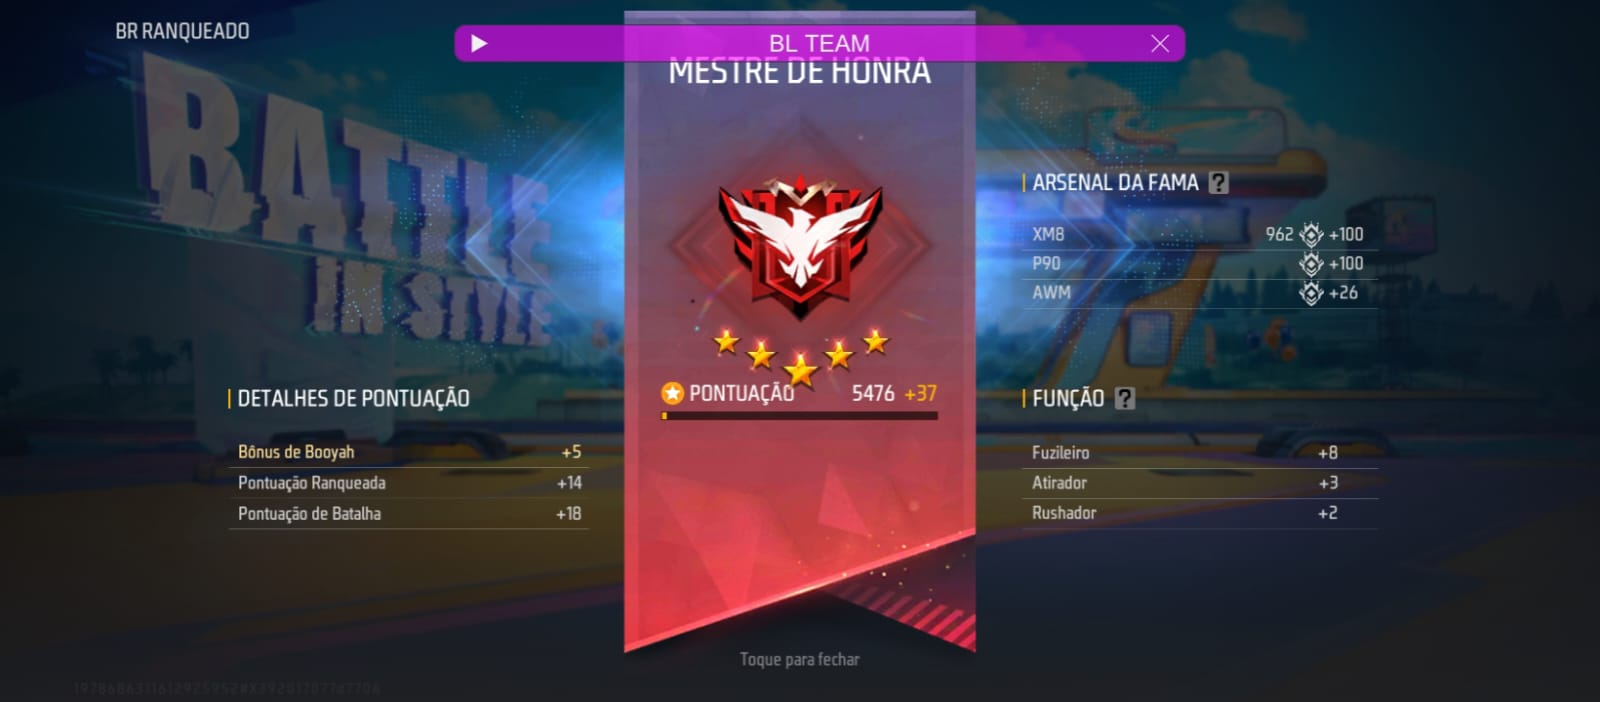 BR RANQUEADO
BL TEAM
MESTRE DE HONRA
BATTLE
IN STYLE
ARSENAL DA FAMA ?
XM8 962 +100
P90 +100
AWM +26
PONTUAÇÃO 5476 +37
DETALHES DE PONTUAÇÃO
Bônus de Booyah +5
Pontuação Ranqueada +14
Pontuação de Batalha +18
FUNÇÃO ?
Fuzileiro +8
Atirador +3
Rushador +2
Toque para fechar